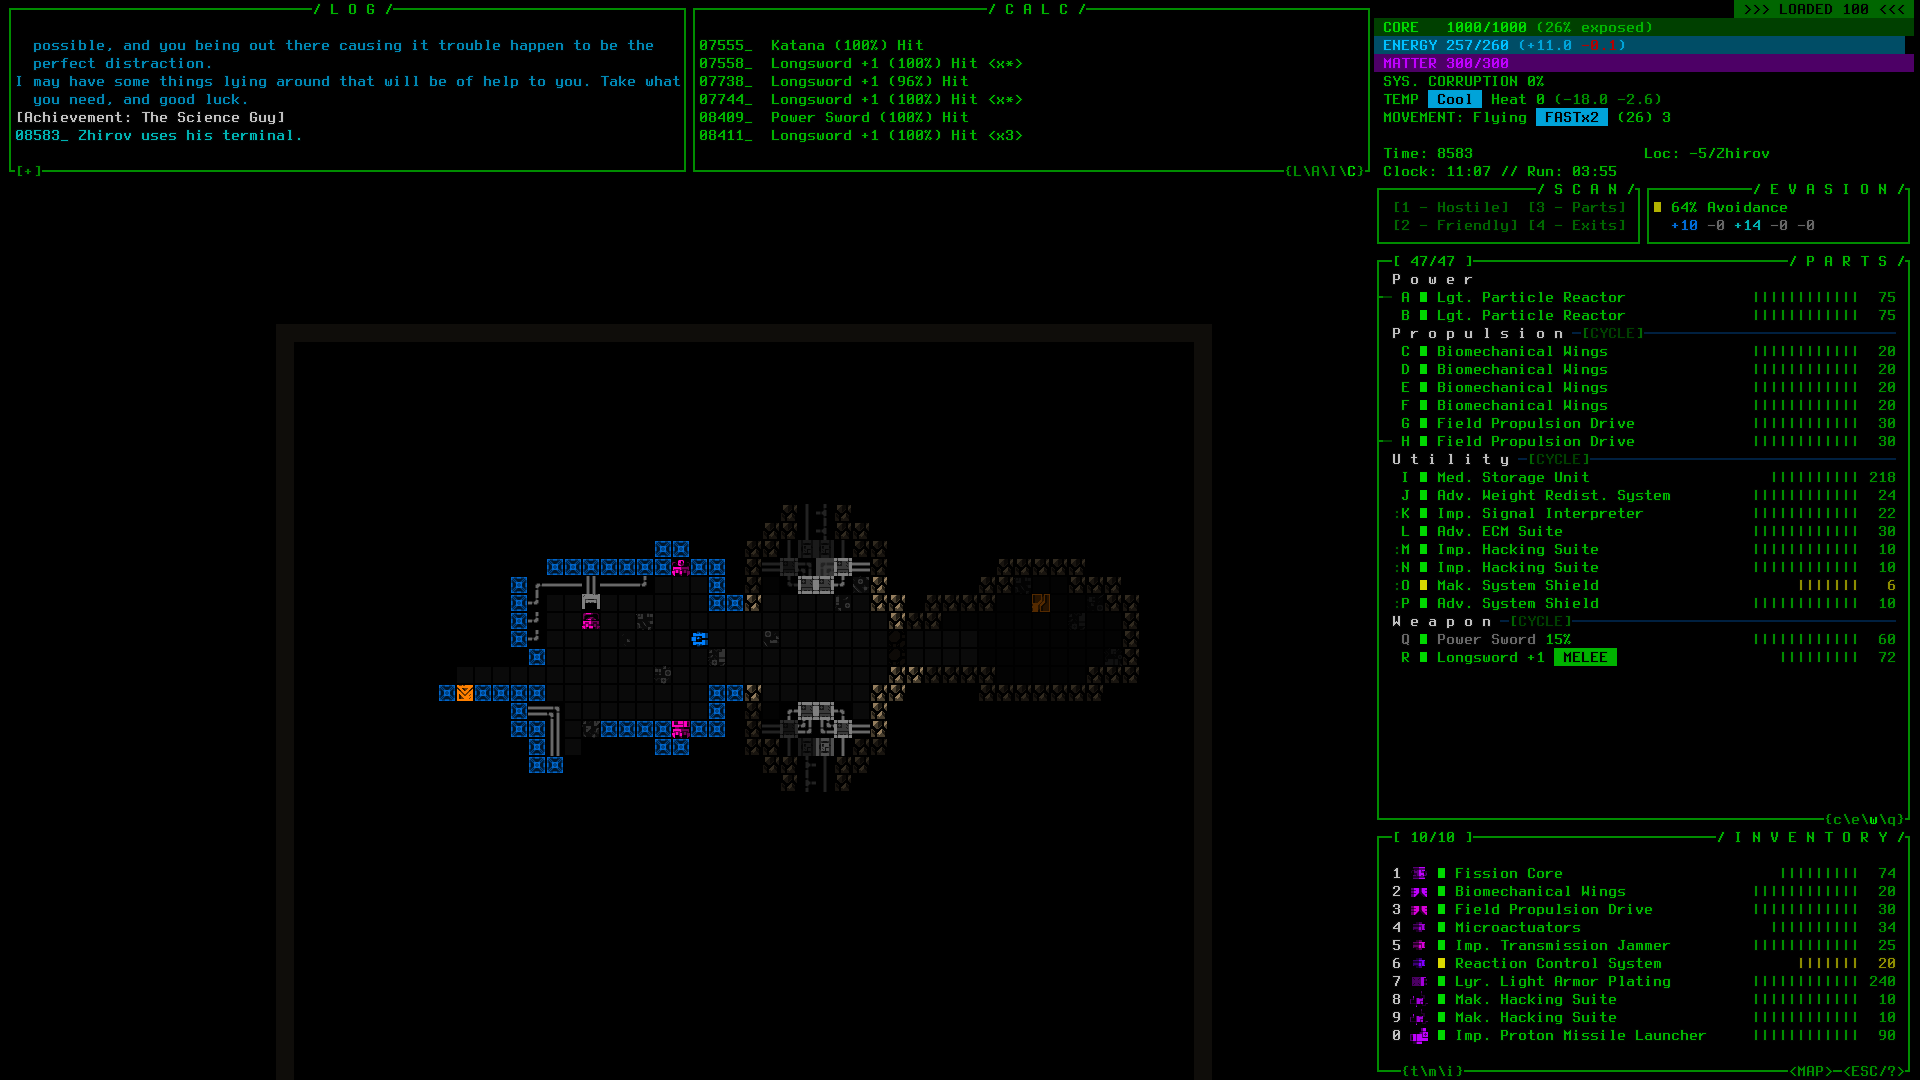 / L O G /
possible, and you being out there causing it trouble happen to be the
perfect distraction.
I may have some things lying around that will be of help to you. Take what
you need, and good luck.
[Achievement: The Science Guy]
08583_ Zhirov uses his terminal.
[+]
/ C A L C /
07555_ Katana (100%) Hit
07558_ Longsword +1 (100%) Hit <x*>
07738_ Longsword +1 (96%) Hit
07744_ Longsword +1 (100%) Hit <x*>
08409_ Power Sword (100%) Hit
08411_ Longsword +1 (100%) Hit <x3>
{L\A\I\C}
>>> LOADED 100 <<<
CORE 1000/1000 (26% exposed)
ENERGY 257/260 (+11.0 )
MATTER 300/300
SYS. CORRUPTION 0%
TEMP Cool Heat 0 (-18.0 -2.6)
MOVEMENT: Flying FASTx2 (26) 3
Time: 8583 Loc: -5/Zhirov
Clock: 11:07 // Run: 03:55
/ S C A N /
[1 - Hostile] [3 - Parts]
[2 - Friendly] [4 - Exits]
/ E V A S I O N /
64% Avoidance
+10 -0 +14 -0 -0
[ 47/47 ] / P A R T S /
P o w e r
A Lgt. Particle Reactor 75
B Lgt. Particle Reactor 75
P r o p u l s i o n [CYCLE]
C Biomechanical Wings 20
D Biomechanical Wings 20
E Biomechanical Wings 20
F Biomechanical Wings 20
G Field Propulsion Drive 30
H Field Propulsion Drive 30
U t i l i t y [CYCLE]
I Med. Storage Unit 218
J Adv. Weight Redist. System 24
:K Imp. Signal Interpreter 22
L Adv. ECM Suite 30
:M Imp. Hacking Suite 10
:N Imp. Hacking Suite 10
:O Mak. System Shield 6
:P Adv. System Shield 10
W e a p o n [CYCLE]
Q Power Sword 15% 60
R Longsword +1 MELEE 72
{c\e\w\q}
[ 10/10 ] / I N V E N T O R Y /
1 Fission Core 74
2 Biomechanical Wings 20
3 Field Propulsion Drive 30
4 Microactuators 34
5 Imp. Transmission Jammer 25
6 Reaction Control System 20
7 Lyr. Light Armor Plating 240
8 Mak. Hacking Suite 10
9 Mak. Hacking Suite 10
0 Imp. Proton Missile Launcher 90
{t\m\i} <MAP> <ESC/?>